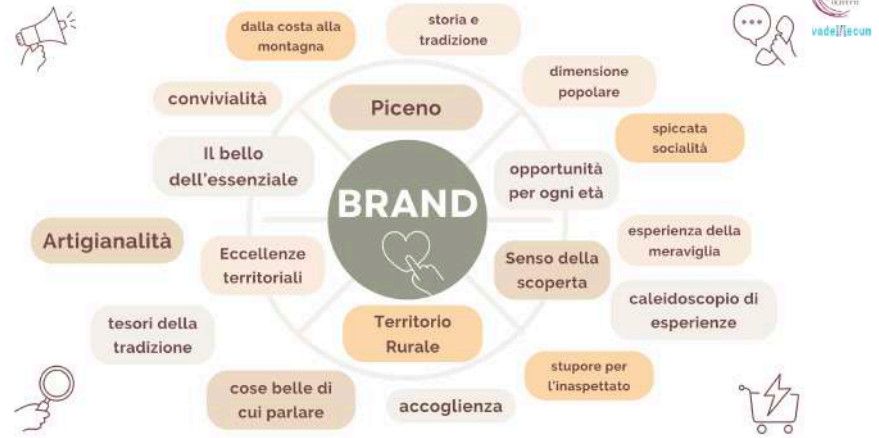 dalla costa alla
montagna
storia e
tradizione
vademecum
convivialità
Piceno
dimensione
popolare
spiccata
socialità
Il bello
dell'essenziale
BRAND
opportunità
per ogni età
Artigianalità
Eccellenze
territoriali
Senso della
scoperta
esperienza della
meraviglia
tesori della
tradizione
Territorio
Rurale
caleidoscopio di
esperienze
cose belle di
cui parlare
accoglienza
stupore per
l'inaspettato